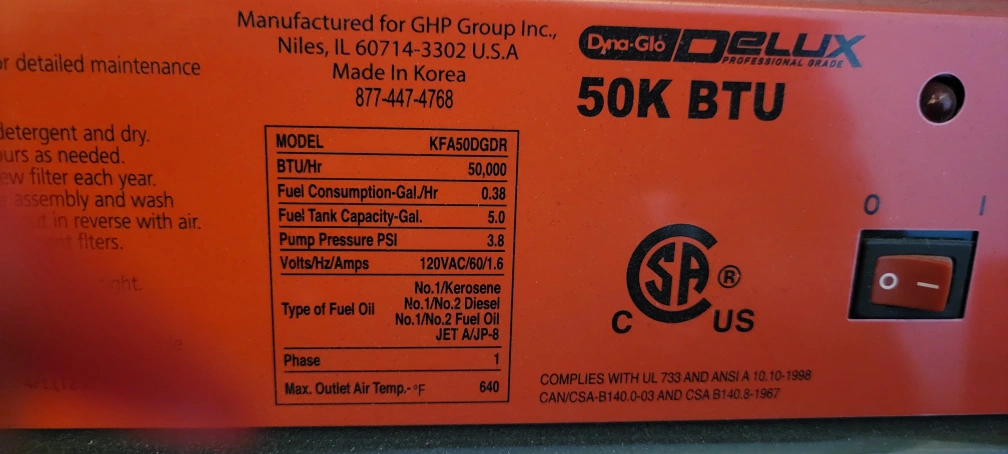 or detailed maintenance
detergent and dry.
urs as needed.
ew filter each year.
assembly and wash
in reverse with air.
flters.
ght.
Manufactured for GHP Group Inc.,
Niles, IL 60714-3302 U.S.A
Made In Korea
877-447-4768
MODEL KFA50DGDR
BTU/Hr 50,000
Fuel Consumption-Gal./Hr 0.38
Fuel Tank Capacity-Gal. 5.0
Pump Pressure PSI 3.8
Volts/Hz/Amps 120VAC/60/1.6
Type of Fuel Oil
No.1/Kerosene
No.1/No.2 Diesel
No.1/No.2 Fuel Oil
JET A/JP-8
Phase 1
Max. Outlet Air Temp.-°F 640
Dyna-Glo DELUX
PROFESSIONAL GRADE
50K BTU
SA ®
C US
COMPLIES WITH UL 733 AND ANSI A 10.10-1998
CAN/CSA-B140.0-03 AND CSA B140.8-1967
O I
O I